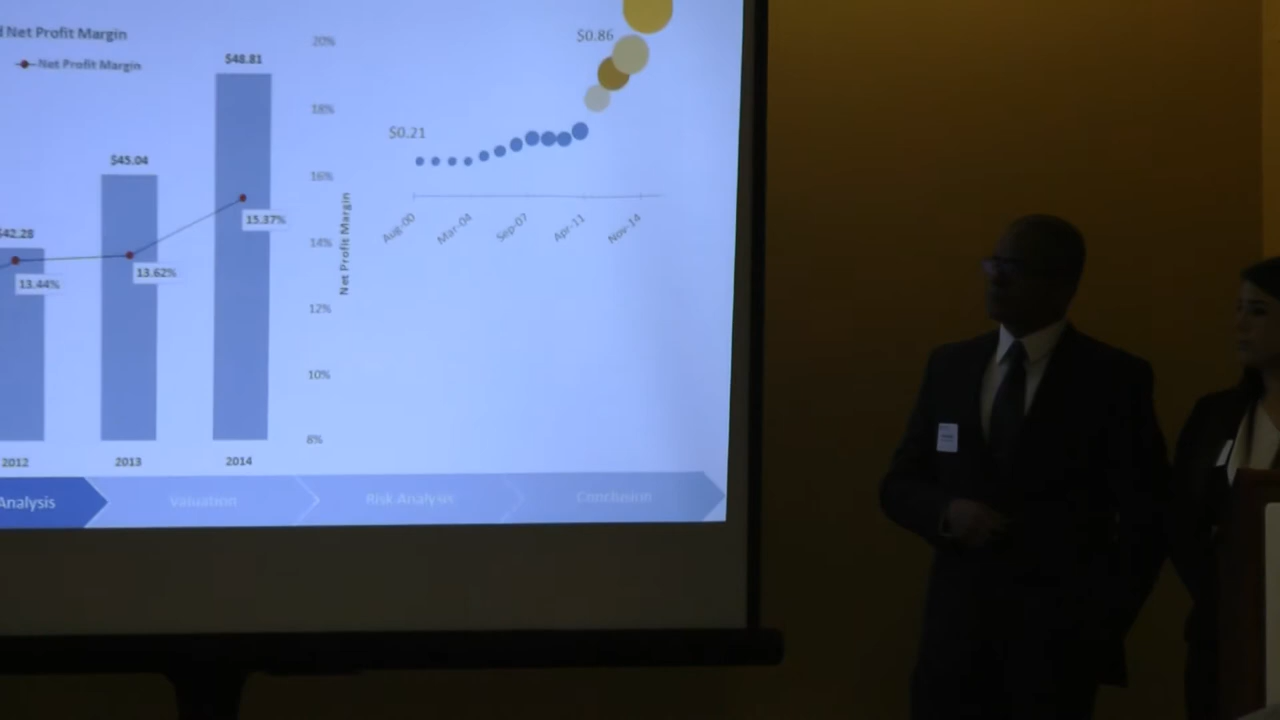 Net Profit Margin
Net Profit Margin
$48.81
$45.04
$42.28
15.37%
13.62%
13.44%
20%
18%
16%
14%
12%
10%
8%
Net Profit Margin
2012
2013
2014
$0.86
$0.21
Aug-00
Mar-04
Sep-07
Apr-11
Nov-14
Analysis
Valuation
Risk Analysis
Conclusion